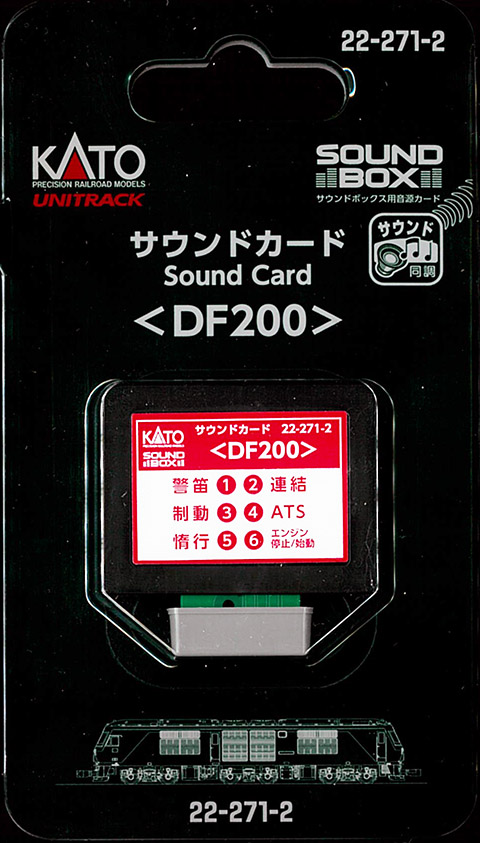 22-271-2
KATO
PRECISION RAILROAD MODELS
UNITRACK
SOUND
BOX
サウンドボックス用音源カード
サウンド
同調
サウンドカード
Sound Card
<DF200>
KATO
PRECISION RAILROAD MODELS
サウンドカード 22-271-2
SOUND
BOX
<DF200>
警笛 1 2 連結
制動 3 4 ATS
惰行 5 6 エンジン
停止/始動
22-271-2